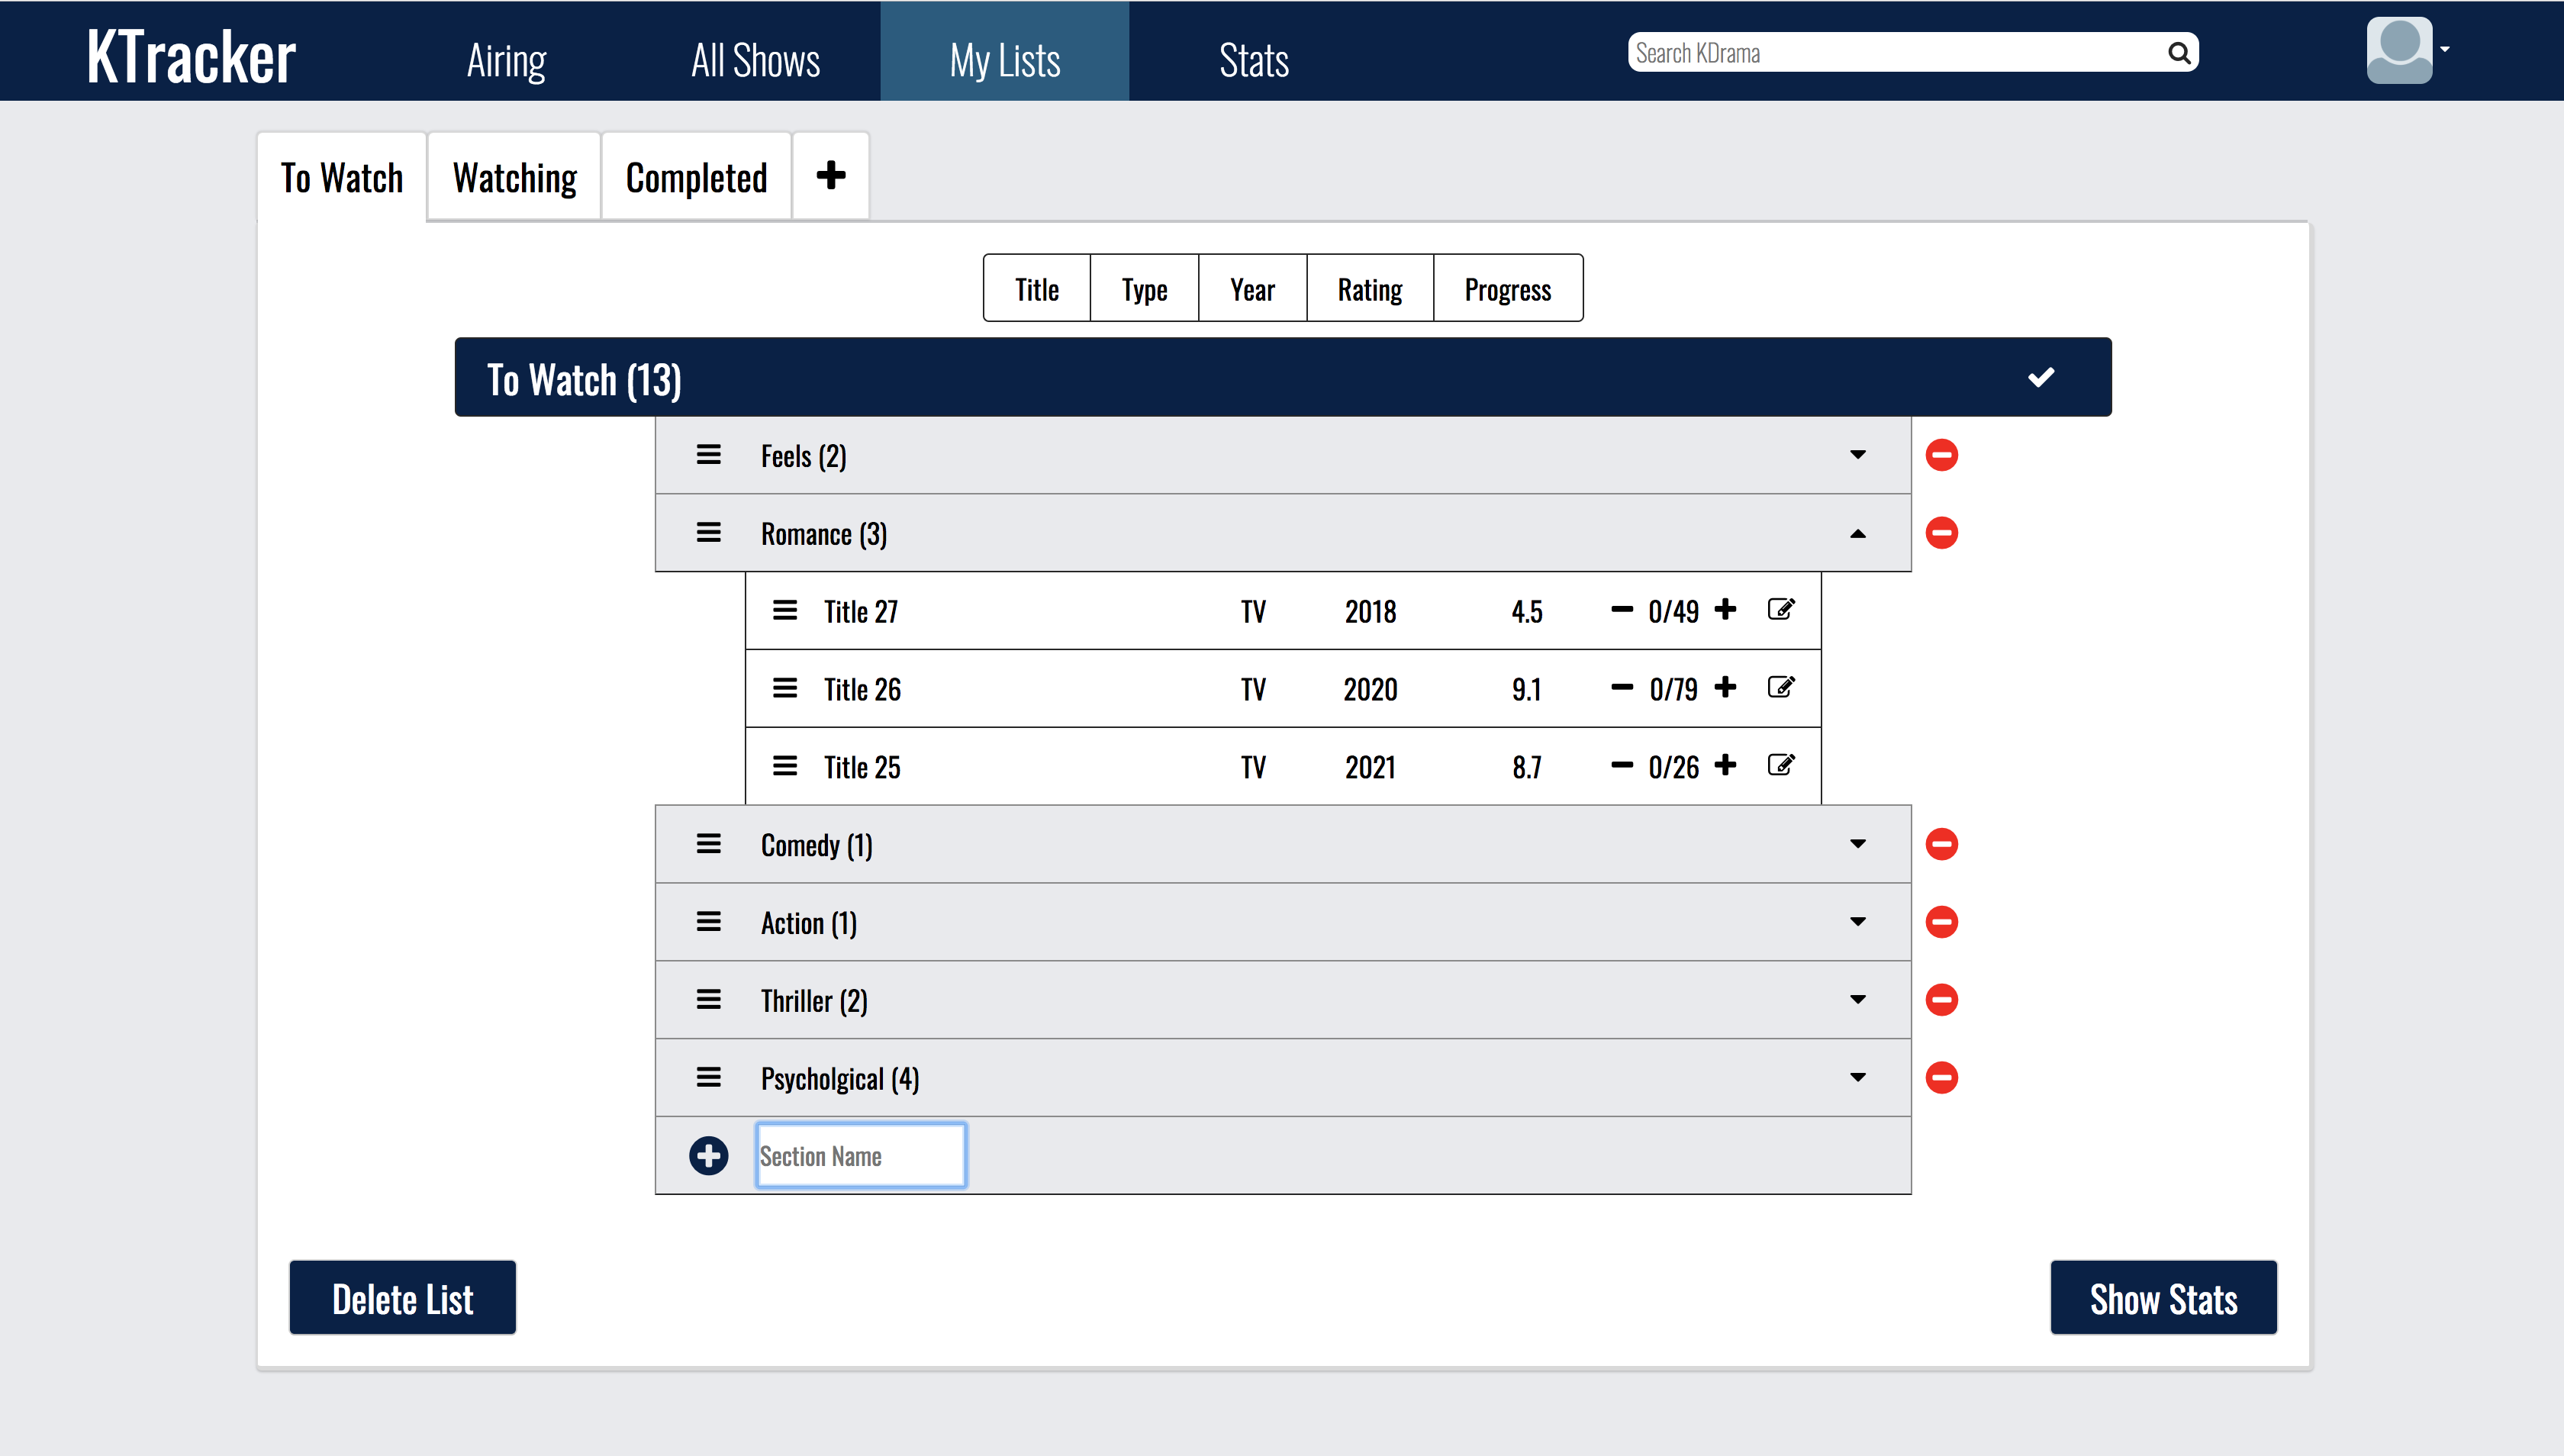 KTracker Airing All Shows My Lists Stats Search KDrama
To Watch Watching Completed
Title Type Year Rating Progress
To Watch (13)
Feels (2)
Romance (3)
Title 27 TV 2018 4.5 0/49
Title 26 TV 2020 9.1 0/79
Title 25 TV 2021 8.7 0/26
Comedy (1)
Action (1)
Thriller (2)
Psycholgical (4)
Section Name
Delete List Show Stats